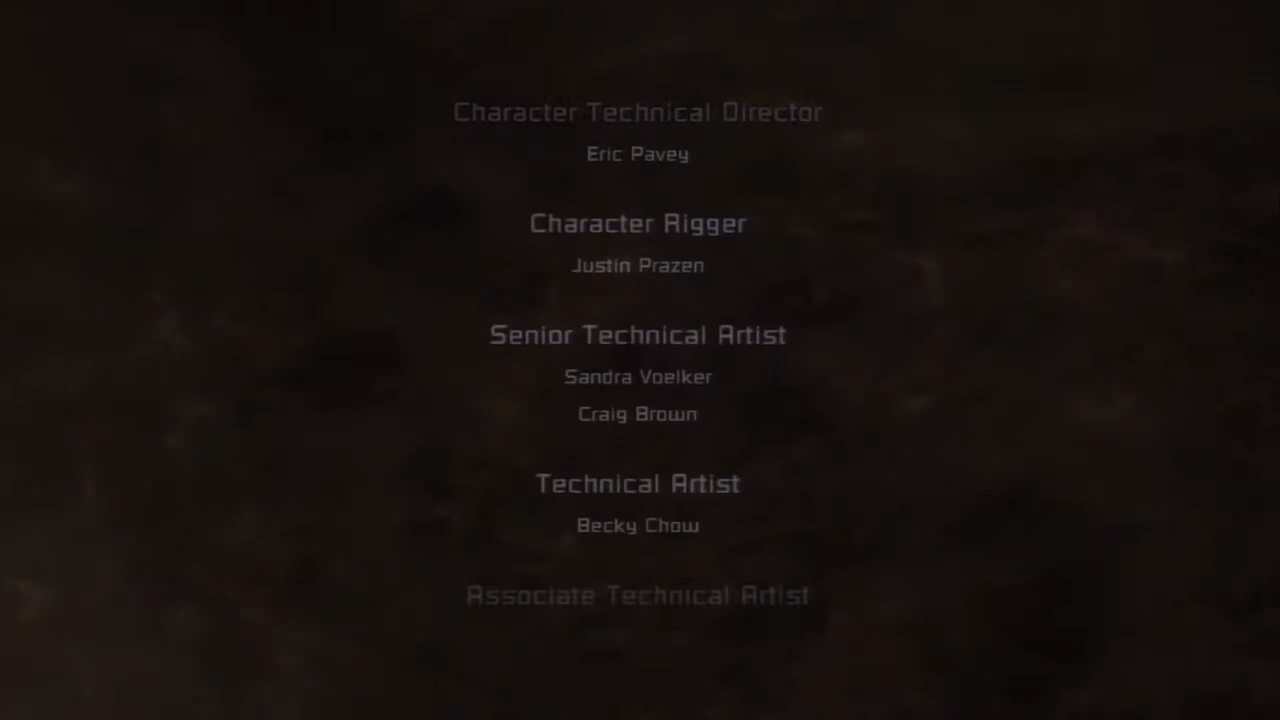 Character Technical Director
Eric Pavey
Character Rigger
Justin Prazen
Senior Technical Artist
Sandra Voelker
Craig Brown
Technical Artist
Becky Chow
Associate Technical Artist